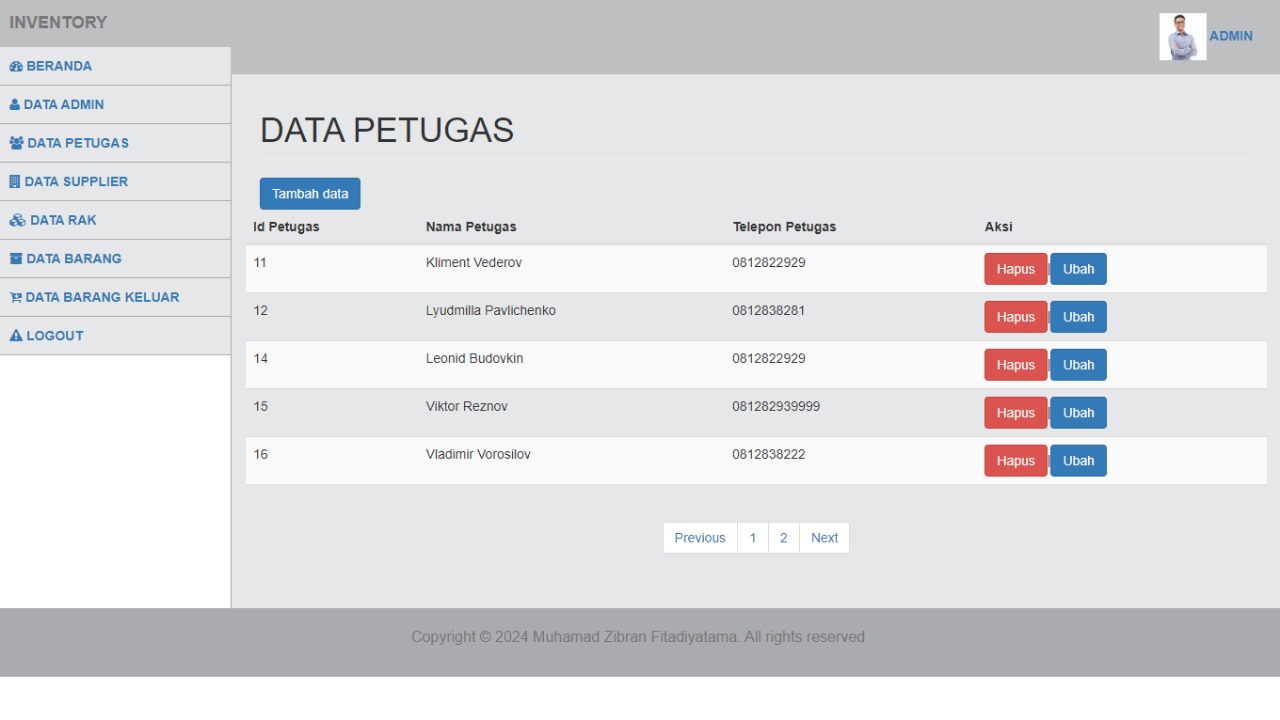 INVENTORY
ADMIN
BERANDA
DATA ADMIN
DATA PETUGAS
DATA SUPPLIER
DATA RAK
DATA BARANG
DATA BARANG KELUAR
LOGOUT
DATA PETUGAS
Tambah data
Id Petugas Nama Petugas Telepon Petugas Aksi
11 Kliment Vederov 0812822929 Hapus | Ubah
12 Lyudmilla Pavlichenko 0812838281 Hapus | Ubah
14 Leonid Budovkin 0812822929 Hapus | Ubah
15 Viktor Reznov 081282939999 Hapus | Ubah
16 Vladimir Vorosilov 0812838222 Hapus | Ubah
Previous 1 2 Next
Copyright © 2024 Muhamad Zibran Fitadiyatama. All rights reserved